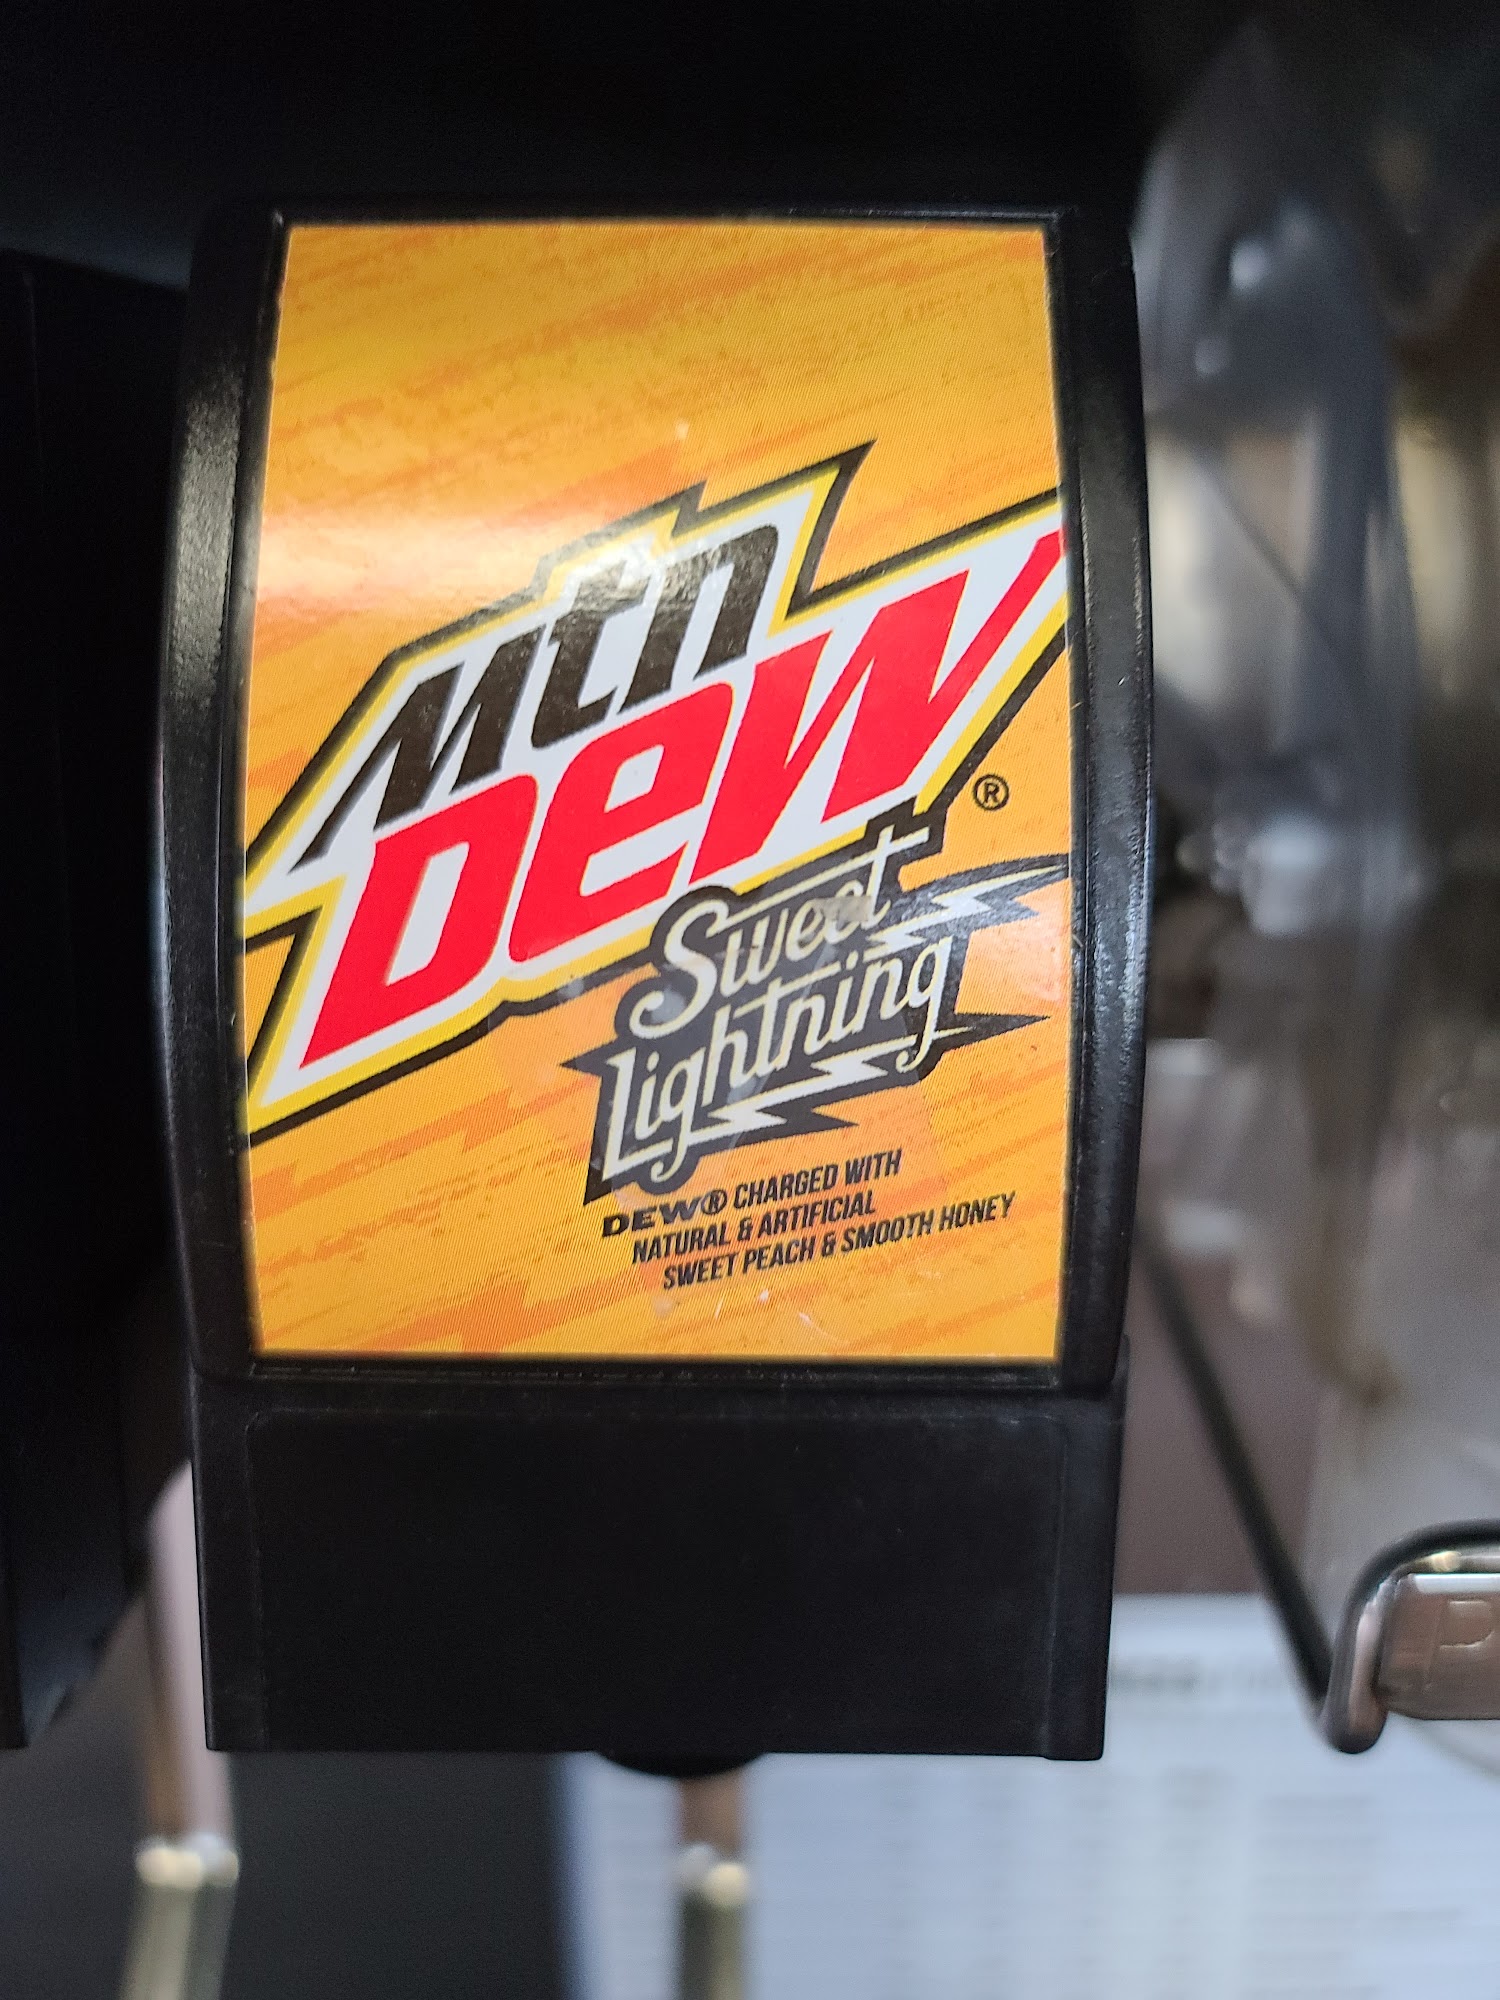 Mtn
DEW
®
Sweet
Lightning
DEW® CHARGED WITH
NATURAL & ARTIFICIAL
SWEET PEACH & SMOOTH HONEY